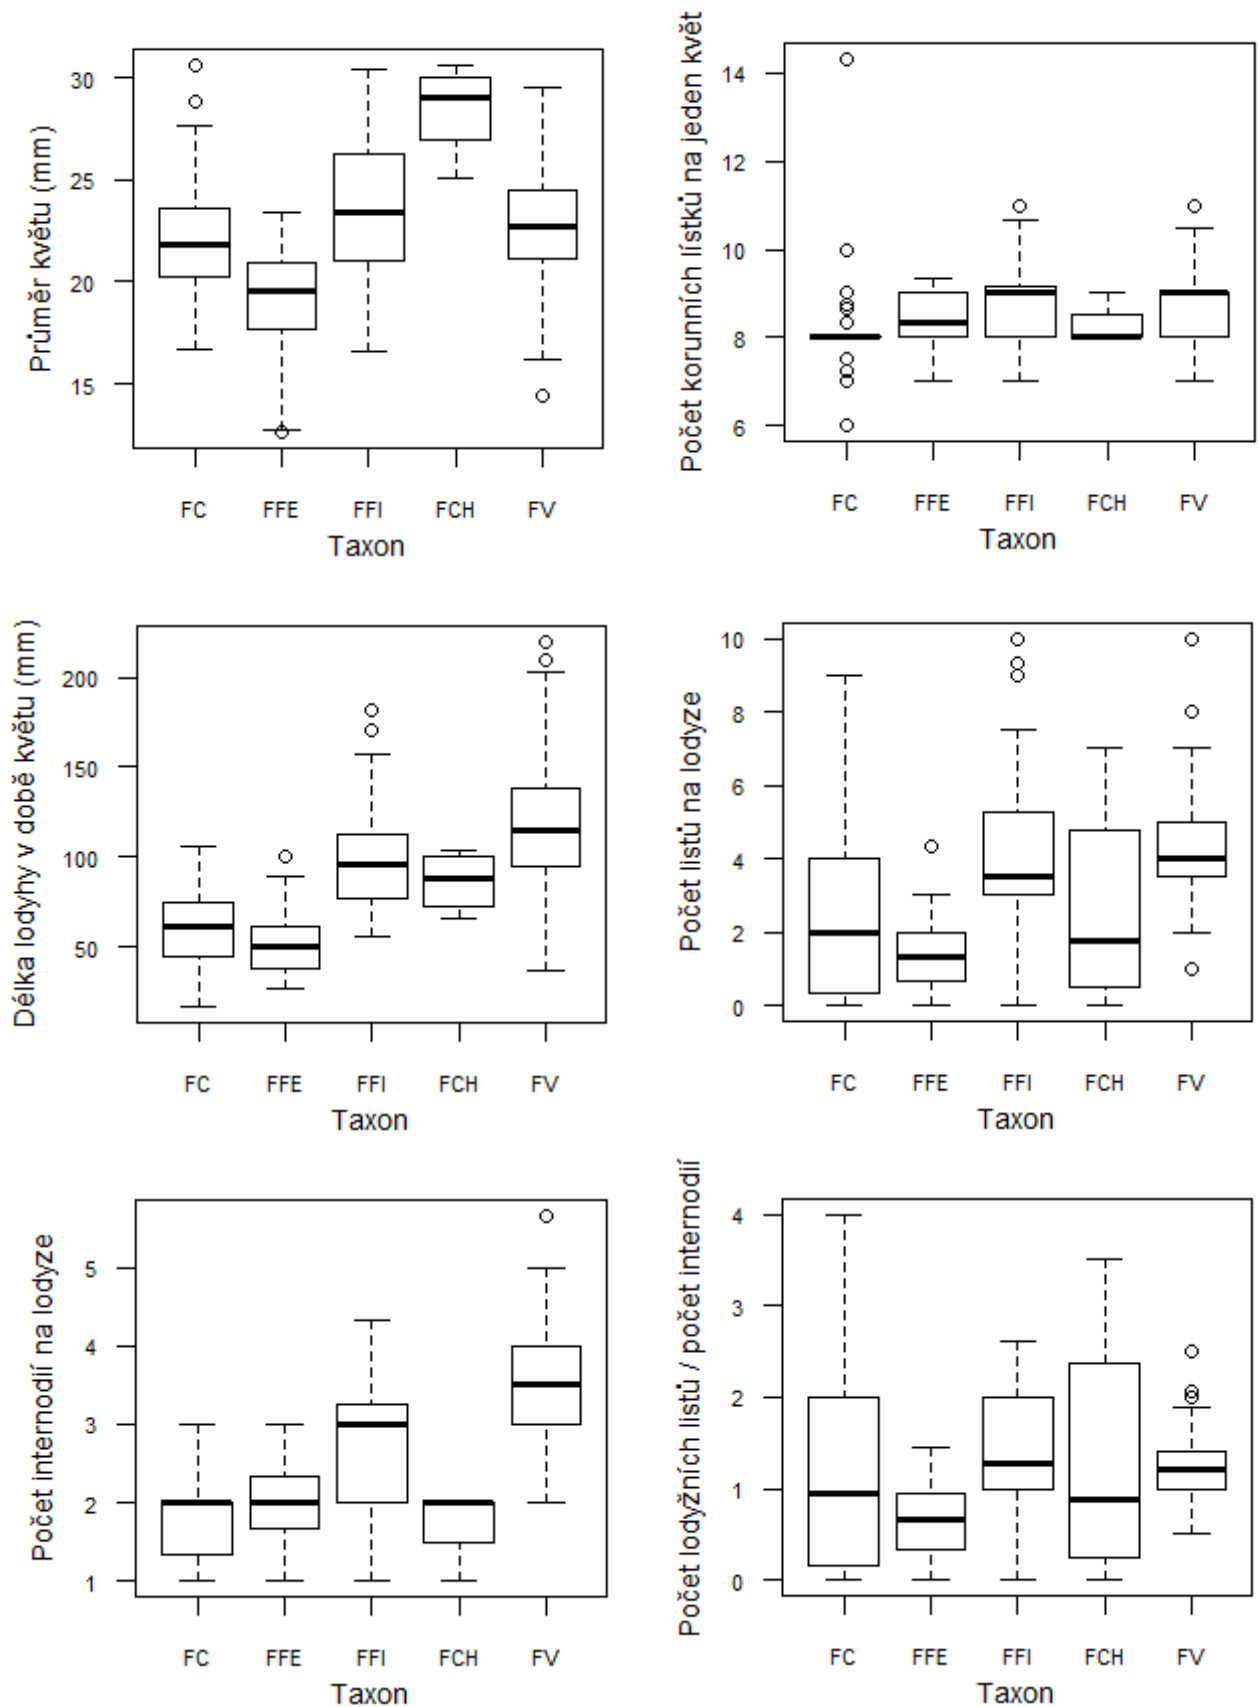 Průměr květu (mm)
30
25
20
15
FC FFE FFI FCH FV
Taxon
Počet korunních lístků na jeden květ
14
12
10
8
6
FC FFE FFI FCH FV
Taxon
Délka lodyhy v době květu (mm)
200
150
100
50
FC FFE FFI FCH FV
Taxon
Počet listů na lodyze
10
8
6
4
2
0
FC FFE FFI FCH FV
Taxon
Počet internodií na lodyze
5
4
3
2
1
FC FFE FFI FCH FV
Taxon
Počet lodyžních listů / počet internodií
4
3
2
1
0
FC FFE FFI FCH FV
Taxon